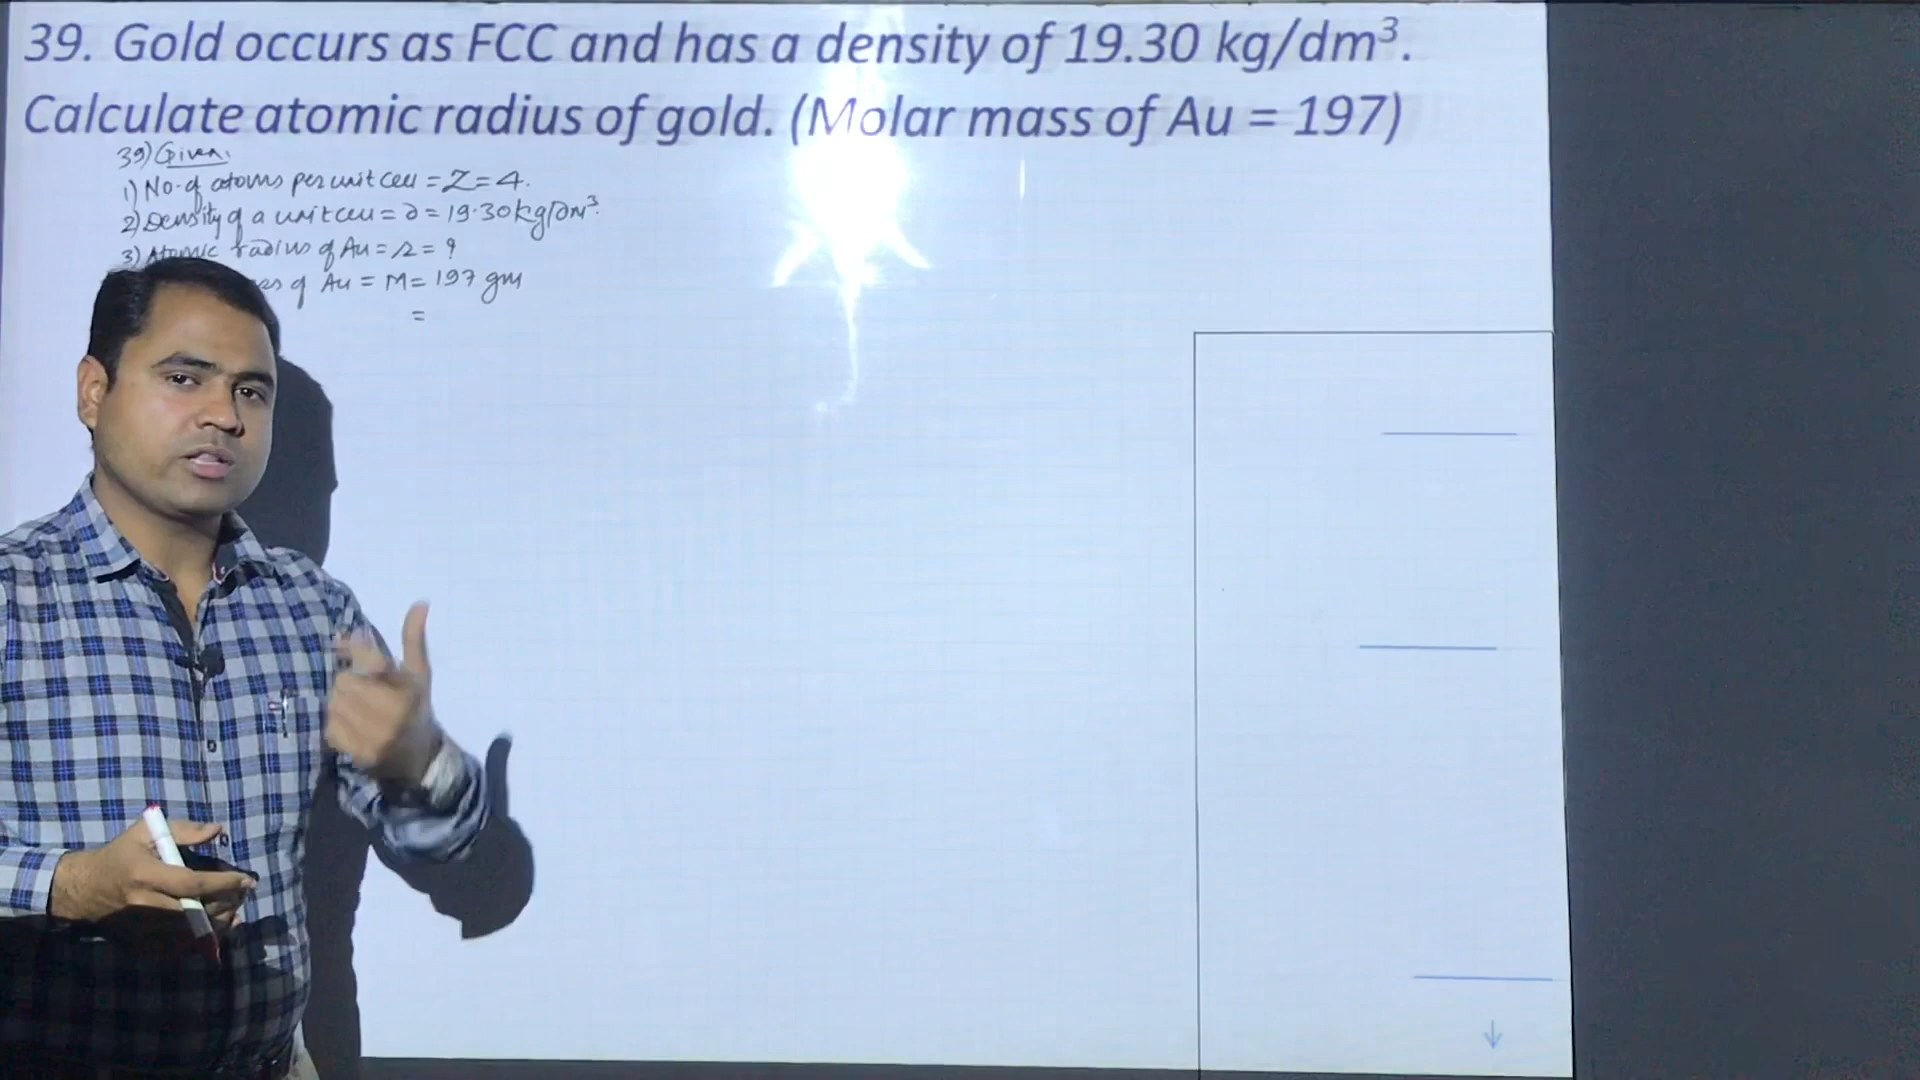 39. Gold occurs as FCC and has a density of 19.30 kg/dm³.
Calculate atomic radius of gold. (Molar mass of Au = 197)
39) Given:
1) No. of atoms per unit cell = Z = 4.
2) Density of a unit cell = ∂ = 19.30 kg/dm³.
3) Atomic radius of Au = r = ?
of Au = M = 197 gm
=